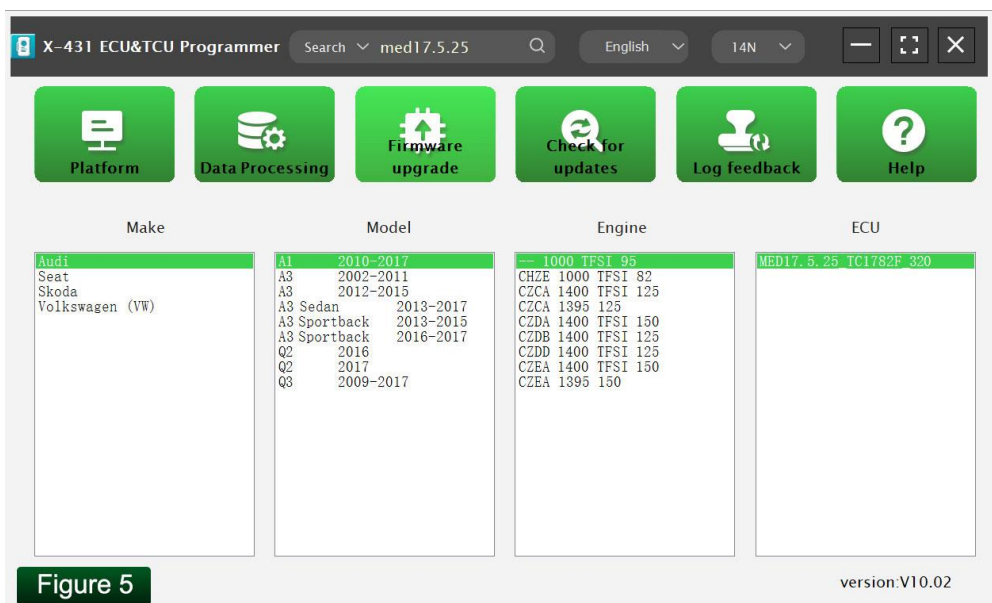 X-431 ECU&TCU Programmer Search med17.5.25 English 14N
Platform
Data Processing
Firmware
upgrade
Check for
updates
Log feedback
Help
Make
Model
Engine
ECU
Audi
Seat
Skoda
Volkswagen (VW)
A1 2010-2017
A3 2002-2011
A3 2012-2015
A3 Sedan 2013-2017
A3 Sportback 2013-2015
A3 Sportback 2016-2017
Q2 2016
Q2 2017
Q3 2009-2017
-- 1000 TFSI 95
CHZE 1000 TFSI 82
CZCA 1400 TFSI 125
CZCA 1395 125
CZDA 1400 TFSI 150
CZDB 1400 TFSI 125
CZDD 1400 TFSI 125
CZEA 1400 TFSI 150
CZEA 1395 150
MED17.5.25_TC1782F_320
Figure 5
version:V10.02